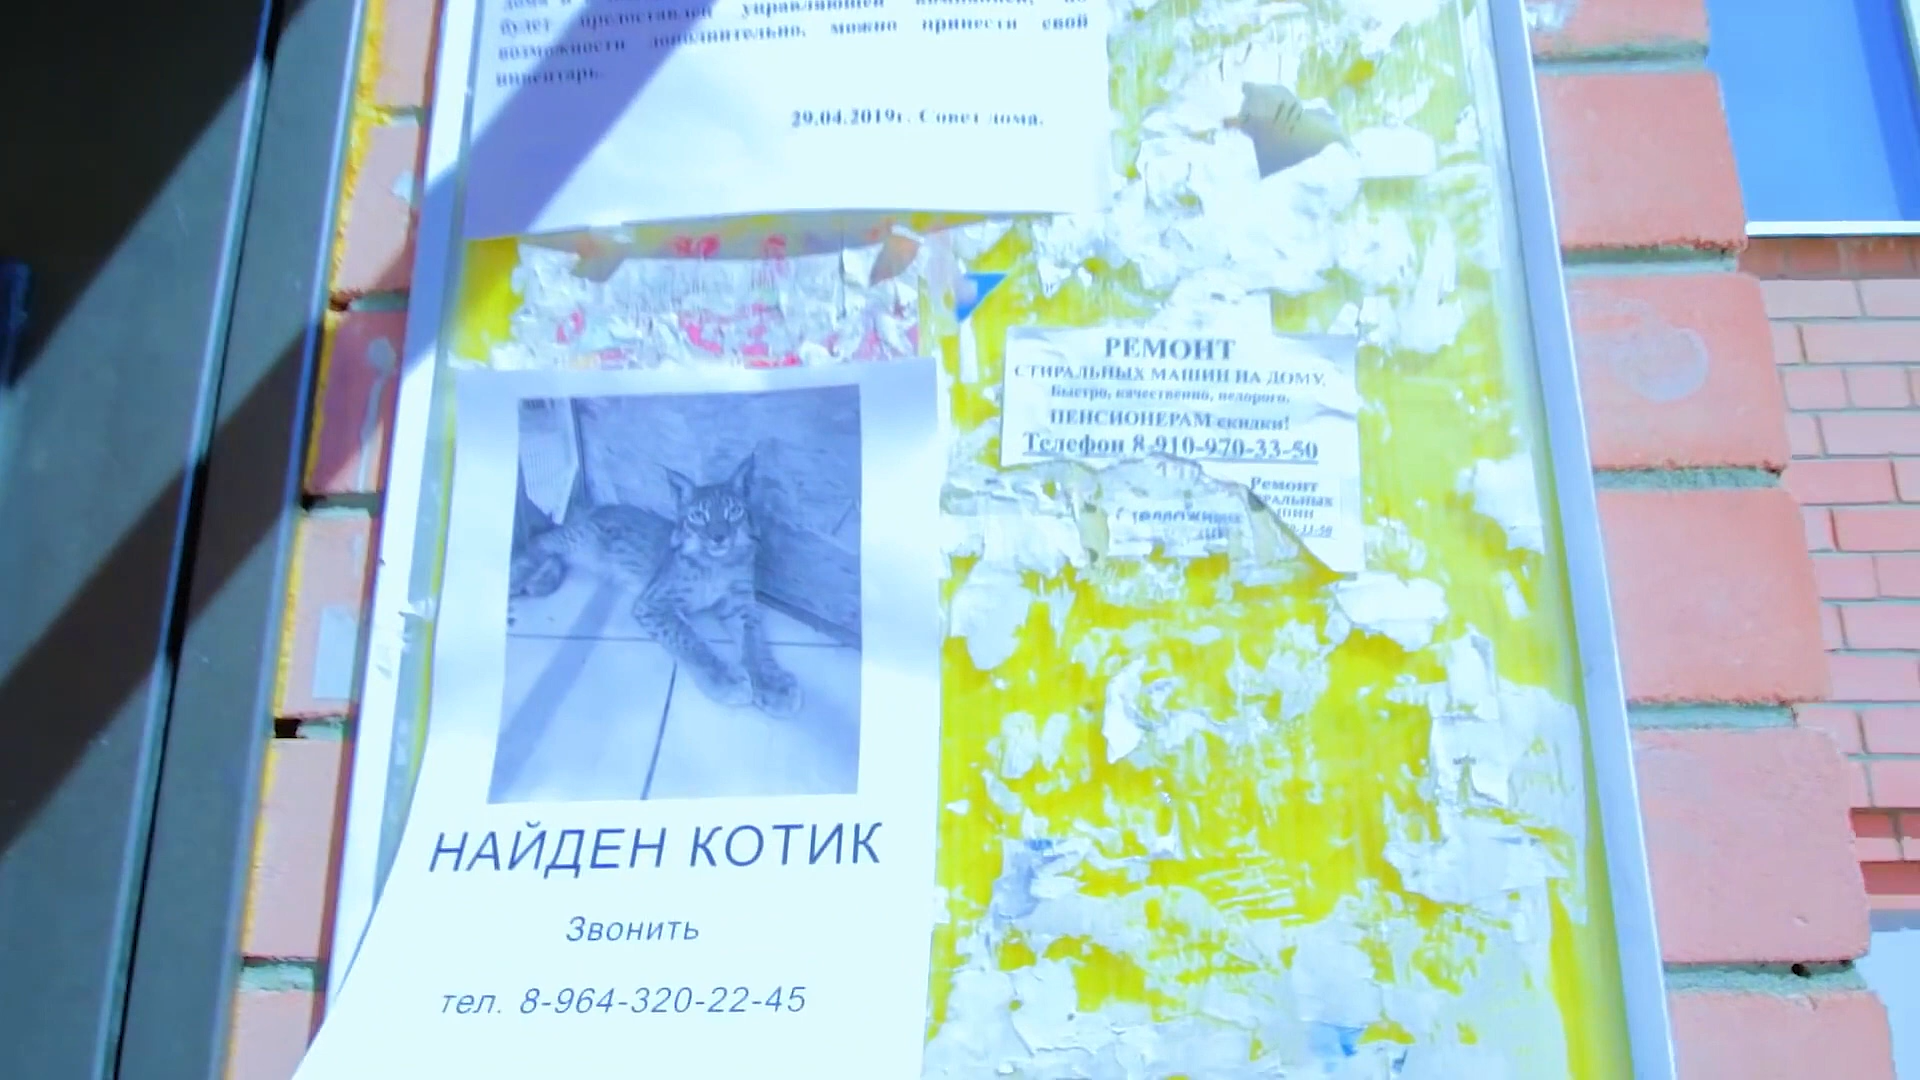 будет предоставлен управляющей компанией, по
возможности дополнительно, можно принести свой
инвентарь.
29.04.2019г. Совет дома.
РЕМОНТ
СТИРАЛЬНЫХ МАШИН НА ДОМУ.
Быстро, качественно, недорого.
ПЕНСИОНЕРАМ скидки!
Телефон 8-910-970-33-50
Ремонт
НАЙДЕН КОТИК
Звонить
тел. 8-964-320-22-45